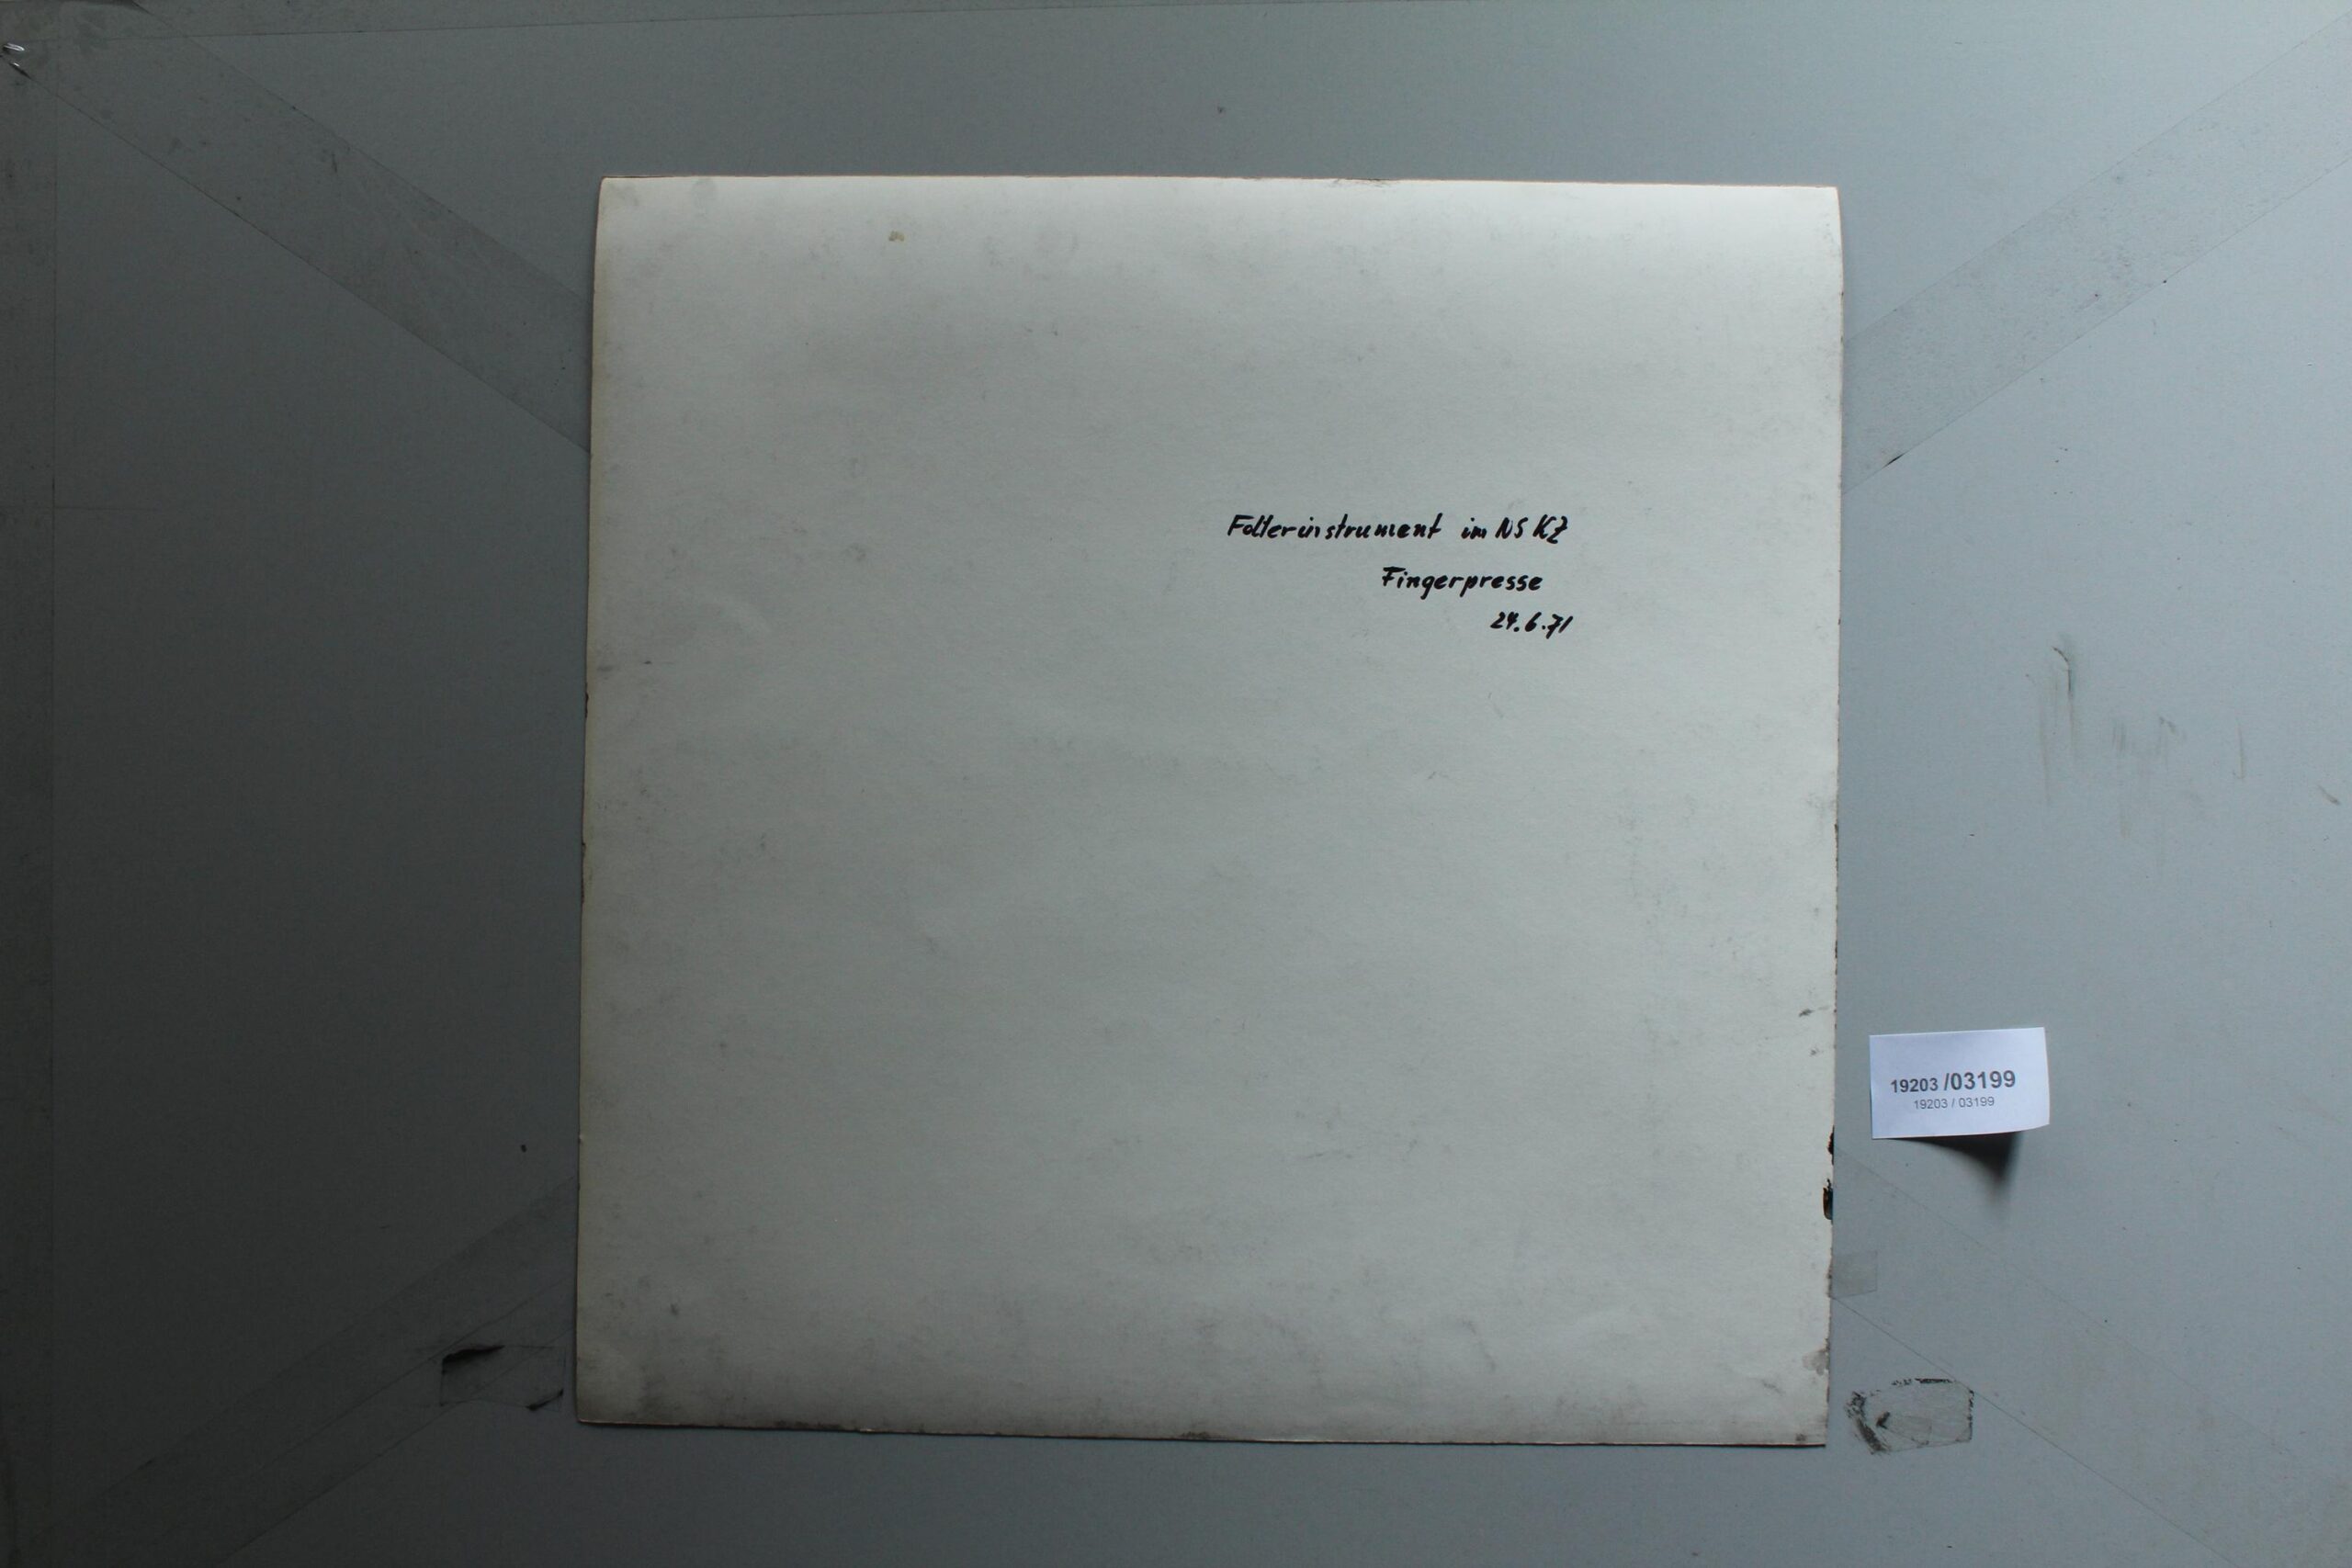 Folterinstrument im NS KZ
Fingerpresse
24.6.71
19203 /03199
19203 / 03199